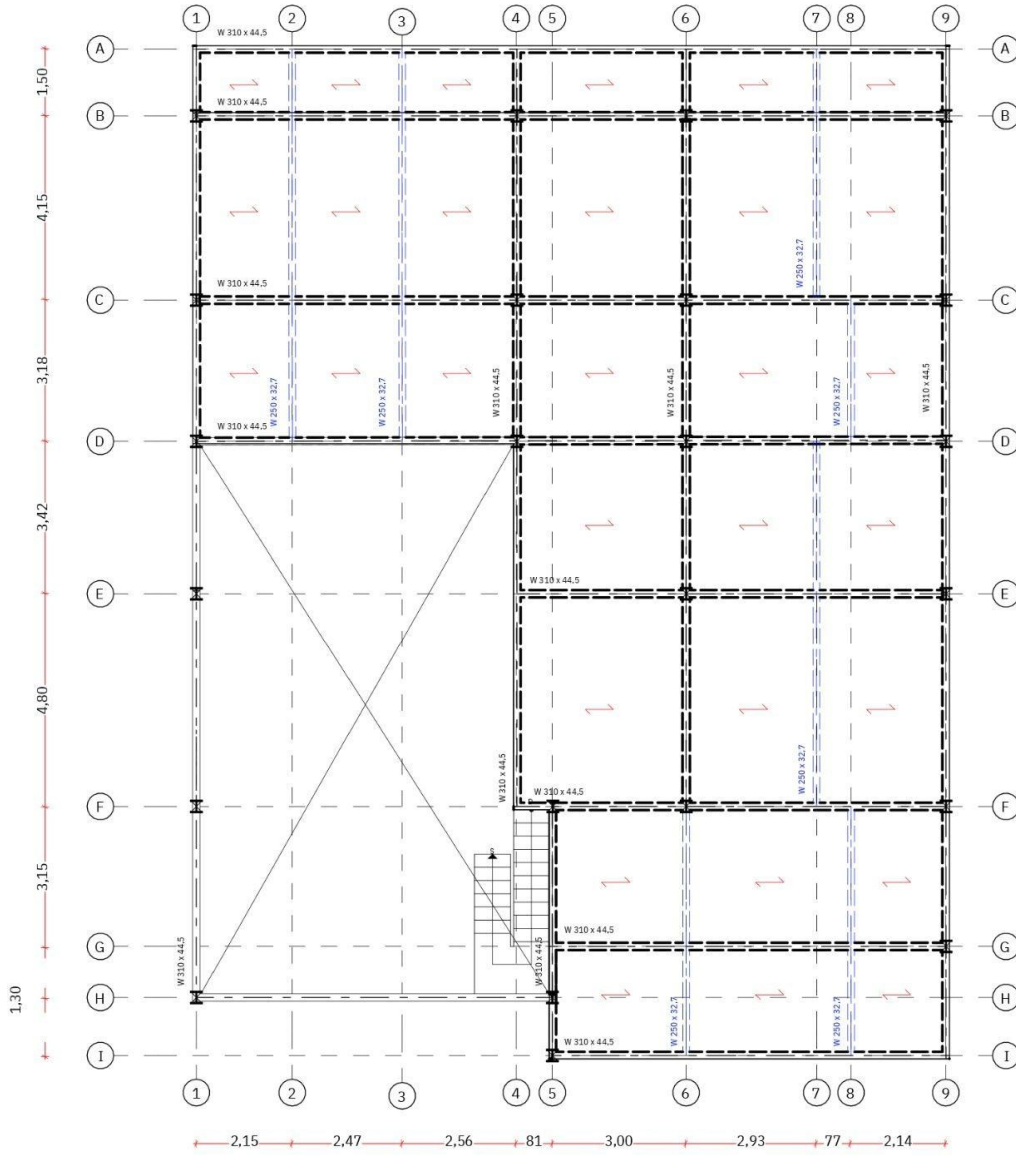 1 2 3 4 5 6 7 8 9
W 310 x 44,5
A A
1,50
W 310 x 44,5
B B
4,15
W 250 x 32,7
W 310 x 44,5
C C
3,18
W 250 x 32,7
W 250 x 32,7
W 310 x 44,5
W 310 x 44,5
W 250 x 32,7
W 310 x 44,5
W 310 x 44,5
D D
3,42
W 310 x 44,5
E E
4,80
W 310 x 44,5
W 250 x 32,7
W 310 x 44,5
F F
S
3,15
W 310 x 44,5
W 310 x 44,5
W 310 x 44,5
G G
1,30
H H
W 250 x 32,7
W 250 x 32,7
W 310 x 44,5
I I
1 2 3 4 5 6 7 8 9
2,15 2,47 2,56 81 3,00 2,93 77 2,14